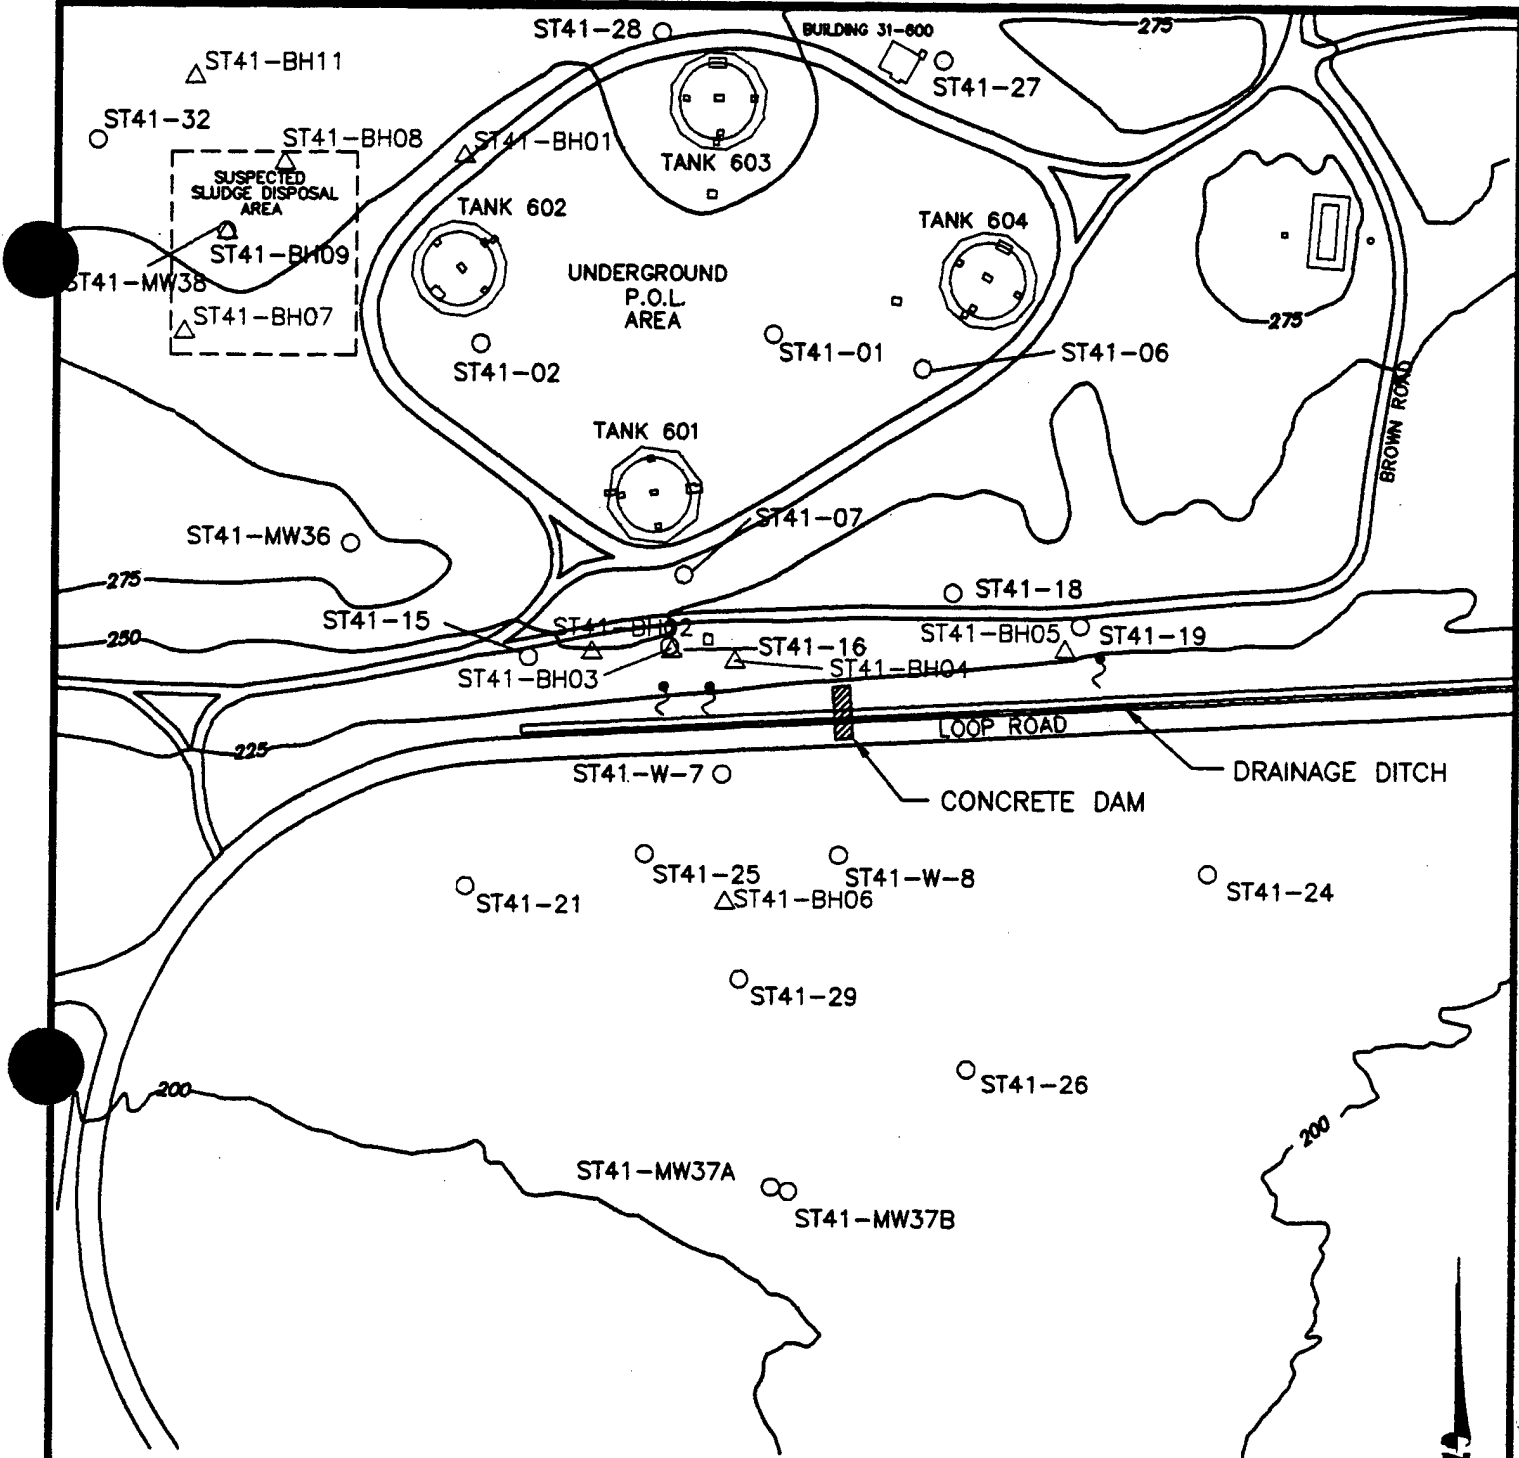 ST41-28
BUILDING 31-600
275
ST41-BH11
ST41-27
ST41-32
ST41-BH08
ST41-BH01
TANK 603
SUSPECTED
SLUDGE DISPOSAL
AREA
TANK 602
TANK 604
ST41-BH09
ST41-MW38
UNDERGROUND
P.O.L.
AREA
ST41-BH07
275
ST41-01
ST41-06
ST41-02
BROWN ROAD
TANK 601
ST41-07
ST41-MW36
275
ST41-18
ST41-15
ST41-BH02
250
ST41-BH05
ST41-19
ST41-16
ST41-BH04
ST41-BH03
LOOP ROAD
225
ST41-W-7
DRAINAGE DITCH
CONCRETE DAM
ST41-25
ST41-W-8
ST41-24
ST41-21
ST41-BH06
ST41-29
ST41-26
200
200
ST41-MW37A
ST41-MW37B